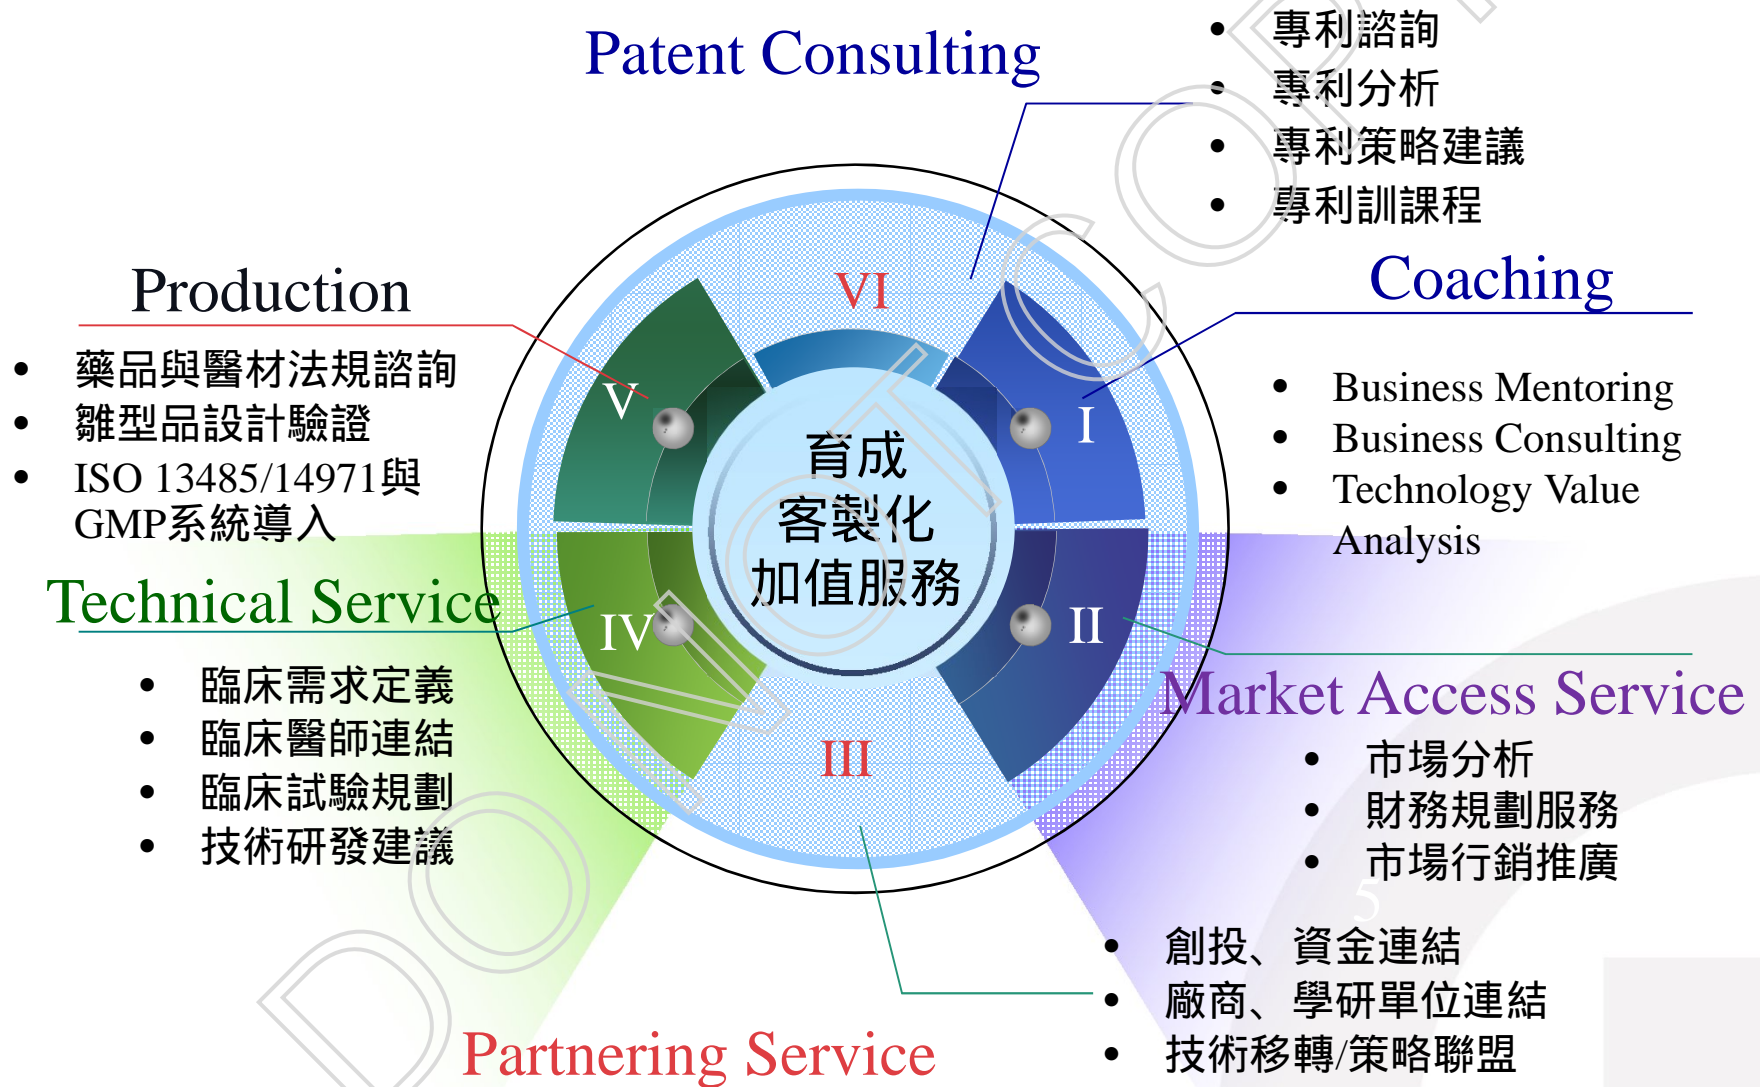 Patent Consulting
• 專利諮詢
• 專利分析
• 專利策略建議
• 專利訓課程
Production
• 藥品與醫材法規諮詢
• 雛型品設計驗證
• ISO 13485/14971與
GMP系統導入
Coaching
• Business Mentoring
• Business Consulting
• Technology Value
Analysis
VI
V
I
育成
客製化
加值服務
IV
II
III
Technical Service
• 臨床需求定義
• 臨床醫師連結
• 臨床試驗規劃
• 技術研發建議
Market Access Service
• 市場分析
• 財務規劃服務
• 市場行銷推廣
5
Partnering Service
• 創投、資金連結
• 廠商、學研單位連結
• 技術移轉/策略聯盟
DO NOT COPY